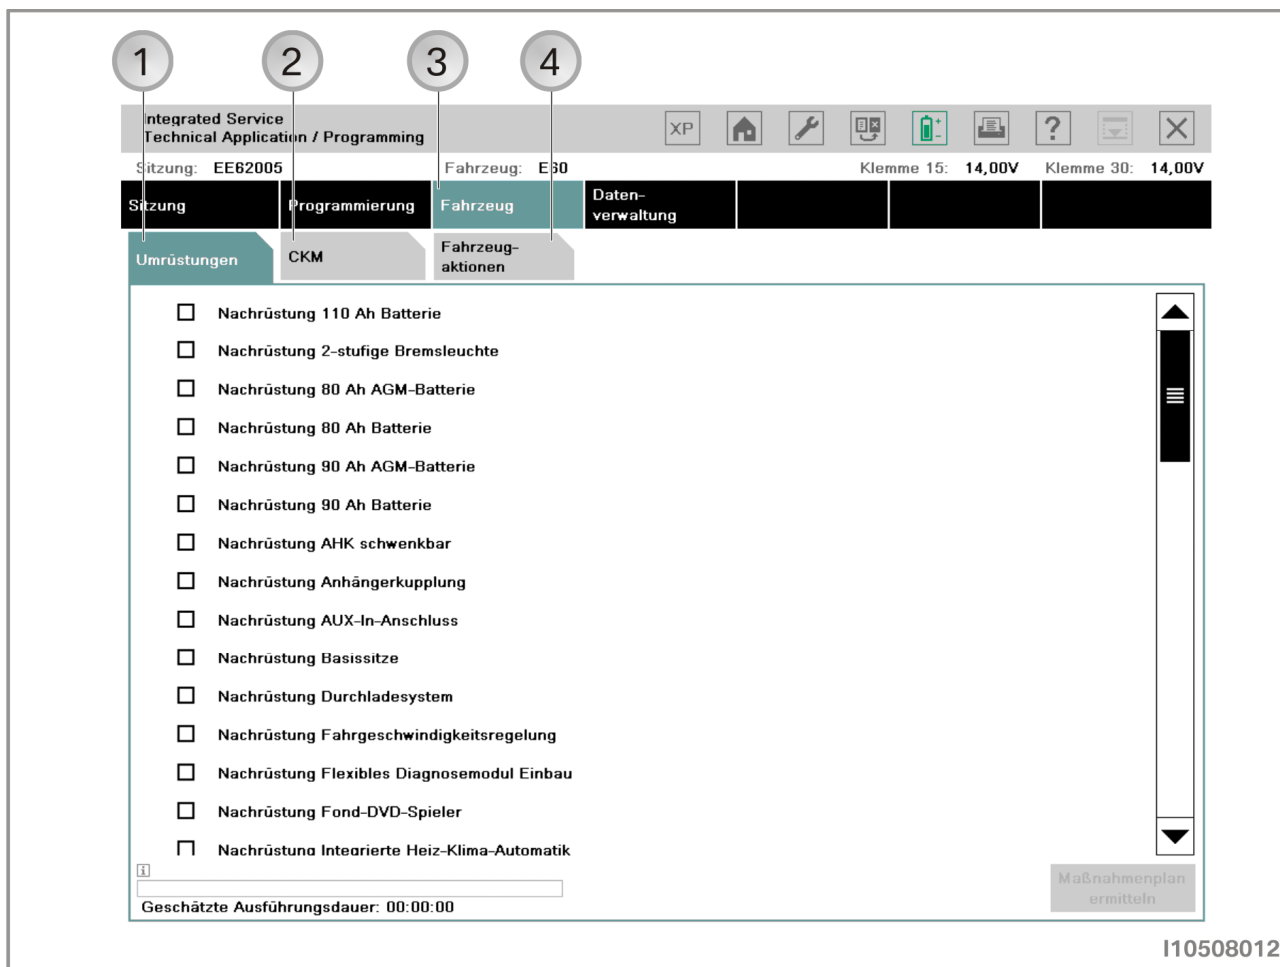 1 2 3 4
Integrated Service
Technical Application / Programming
XP
?
Sitzung: EE62005 Fahrzeug: E60 Klemme 15: 14,00V Klemme 30: 14,00V
Sitzung Programmierung Fahrzeug Daten-
verwaltung
Umrüstungen CKM Fahrzeug-
aktionen
Nachrüstung 110 Ah Batterie
Nachrüstung 2-stufige Bremsleuchte
Nachrüstung 80 Ah AGM-Batterie
Nachrüstung 80 Ah Batterie
Nachrüstung 90 Ah AGM-Batterie
Nachrüstung 90 Ah Batterie
Nachrüstung AHK schwenkbar
Nachrüstung Anhängerkupplung
Nachrüstung AUX-In-Anschluss
Nachrüstung Basissitze
Nachrüstung Durchladesystem
Nachrüstung Fahrgeschwindigkeitsregelung
Nachrüstung Flexibles Diagnosemodul Einbau
Nachrüstung Fond-DVD-Spieler
Nachrüstung Integrierte Heiz-Klima-Automatik
i
Maßnahmenplan
ermitteln
Geschätzte Ausführungsdauer: 00:00:00
I10508012